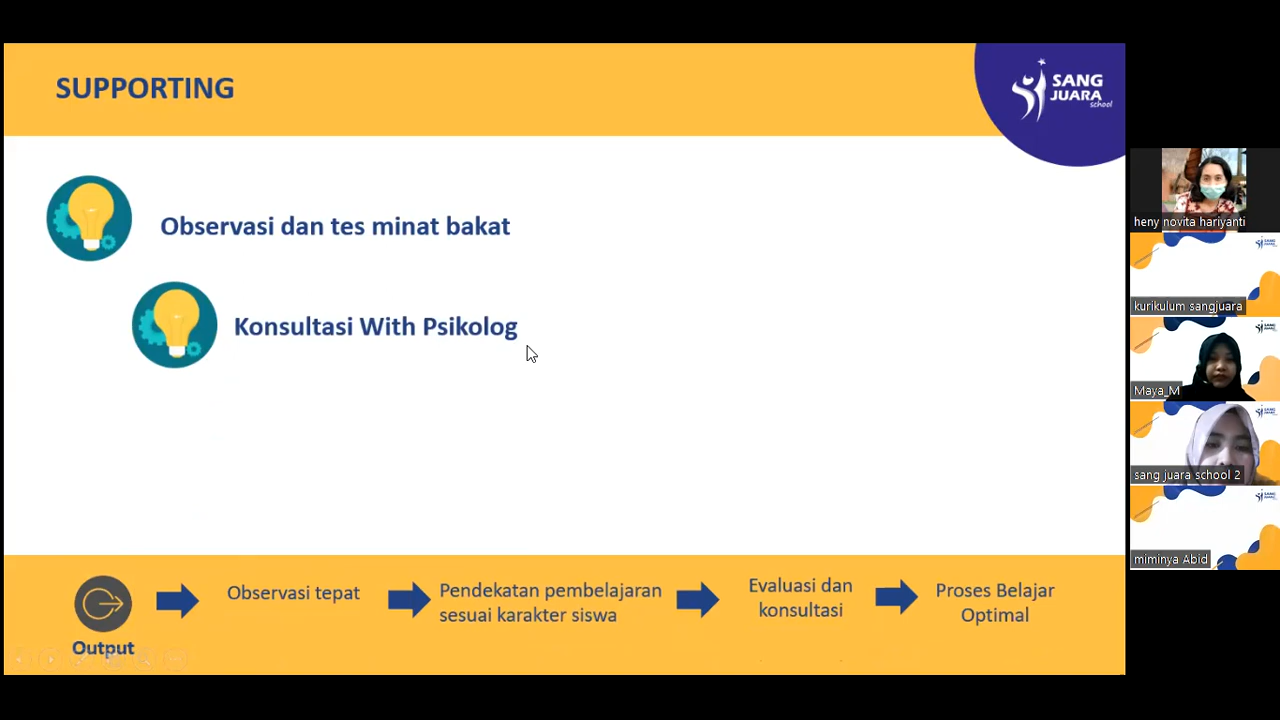 SUPPORTING
SANG
JUARA
school
Observasi dan tes minat bakat
Konsultasi With Psikolog
Output
Observasi tepat
Pendekatan pembelajaran
sesuai karakter siswa
Evaluasi dan
konsultasi
Proses Belajar
Optimal
heny novita hariyanti
kurikulum sangjuara
Maya_M
sang juara school 2
miminya Abid